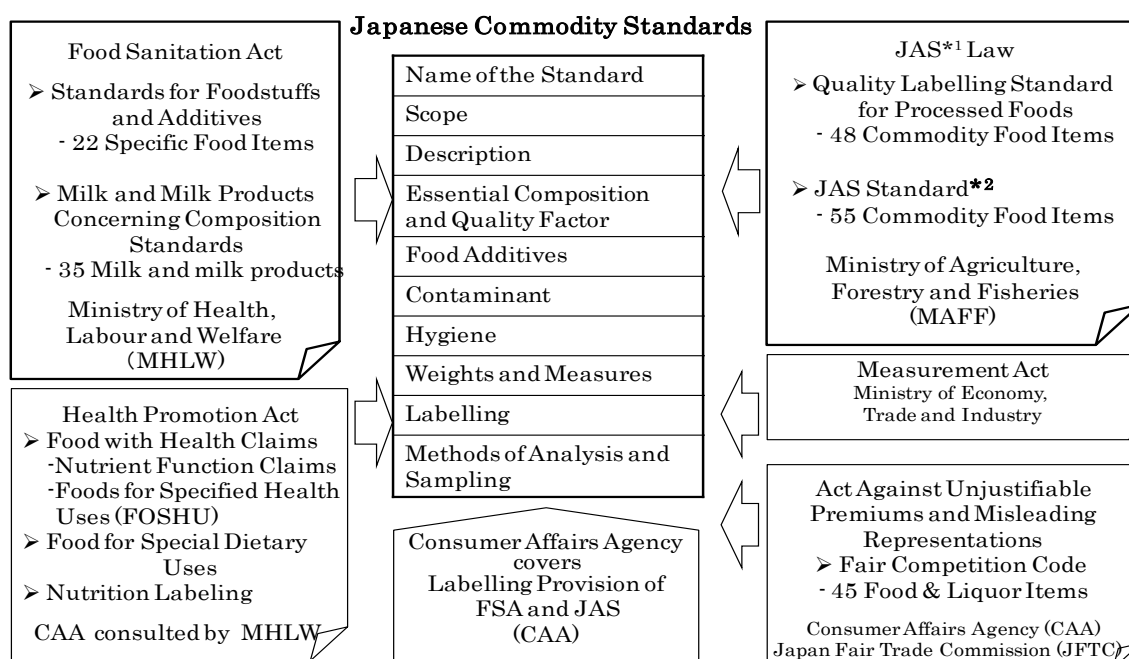 Japanese Commodity Standards
Food Sanitation Act
➢ Standards for Foodstuffs
and Additives
- 22 Specific Food Items
➢ Milk and Milk Products
Concerning Composition
Standards
- 35 Milk and milk products
Ministry of Health,
Labour and Welfare
(MHLW)
Health Promotion Act
➢ Food with Health Claims
-Nutrient Function Claims
-Foods for Specified Health
Uses (FOSHU)
➢ Food for Special Dietary
Uses
➢ Nutrition Labeling
CAA consulted by MHLW
Name of the Standard
Scope
Description
Essential Composition
and Quality Factor
Food Additives
Contaminant
Hygiene
Weights and Measures
Labelling
Methods of Analysis and
Sampling
Consumer Affairs Agency
covers
Labelling Provision of
FSA and JAS
(CAA)
JAS*1 Law
➢ Quality Labelling Standard
for Processed Foods
- 48 Commodity Food Items
➢ JAS Standard*2
- 55 Commodity Food Items
Ministry of Agriculture,
Forestry and Fisheries
(MAFF)
Measurement Act
Ministry of Economy,
Trade and Industry
Act Against Unjustifiable
Premiums and Misleading
Representations
➢ Fair Competition Code
- 45 Food & Liquor Items
Consumer Affairs Agency (CAA)
Japan Fair Trade Commission (JFTC)